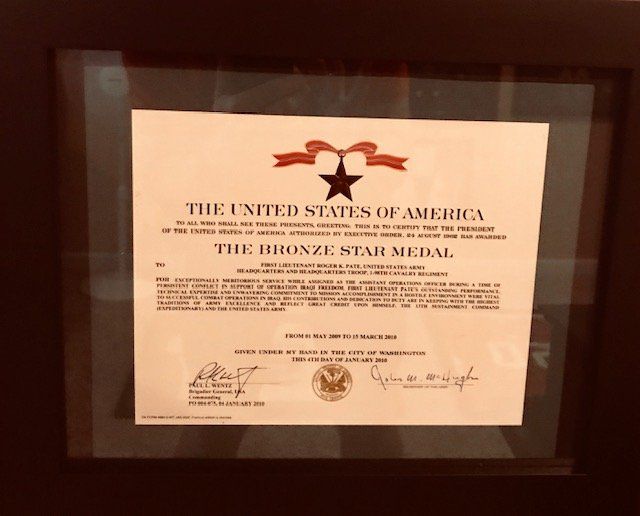 THE UNITED STATES OF AMERICA
TO ALL WHO SHALL SEE THESE PRESENTS, GREETING: THIS IS TO CERTIFY THAT THE PRESIDENT
OF THE UNITED STATES OF AMERICA AUTHORIZED BY EXECUTIVE ORDER, 24 AUGUST 1962 HAS AWARDED
THE BRONZE STAR MEDAL
TO FIRST LIEUTENANT ROGER K. PATE, UNITED STATES ARMY
HEADQUARTERS AND HEADQUARTERS TROOP, 1-98TH CAVALRY REGIMENT
FOR EXCEPTIONALLY MERITORIOUS SERVICE WHILE ASSIGNED AS THE ASSISTANT OPERATIONS OFFICER DURING A TIME OF
PERSISTENT CONFLICT IN SUPPORT OF OPERATION IRAQI FREEDOM. FIRST LIEUTENANT PATE'S OUTSTANDING PERFORMANCE,
TECHNICAL EXPERTISE AND UNWAVERING COMMITMENT TO MISSION ACCOMPLISHMENT IN A HOSTILE ENVIRONMENT WERE VITAL
TO SUCCESSFUL COMBAT OPERATIONS IN IRAQ. HIS CONTRIBUTIONS AND DEDICATION TO DUTY ARE IN KEEPING WITH THE HIGHEST
TRADITIONS OF ARMY EXCELLENCE AND REFLECT GREAT CREDIT UPON HIMSELF, THE 13TH SUSTAINMENT COMMAND
(EXPEDITIONARY) AND THE UNITED STATES ARMY.
FROM 01 MAY 2009 TO 15 MARCH 2010
GIVEN UNDER MY HAND IN THE CITY OF WASHINGTON
THIS 4TH DAY OF JANUARY 2010
PAUL L. WENTZ
Brigadier General, USA
Commanding
PO 004-075, 04 JANUARY 2010
John M. McHugh
SECRETARY OF THE ARMY